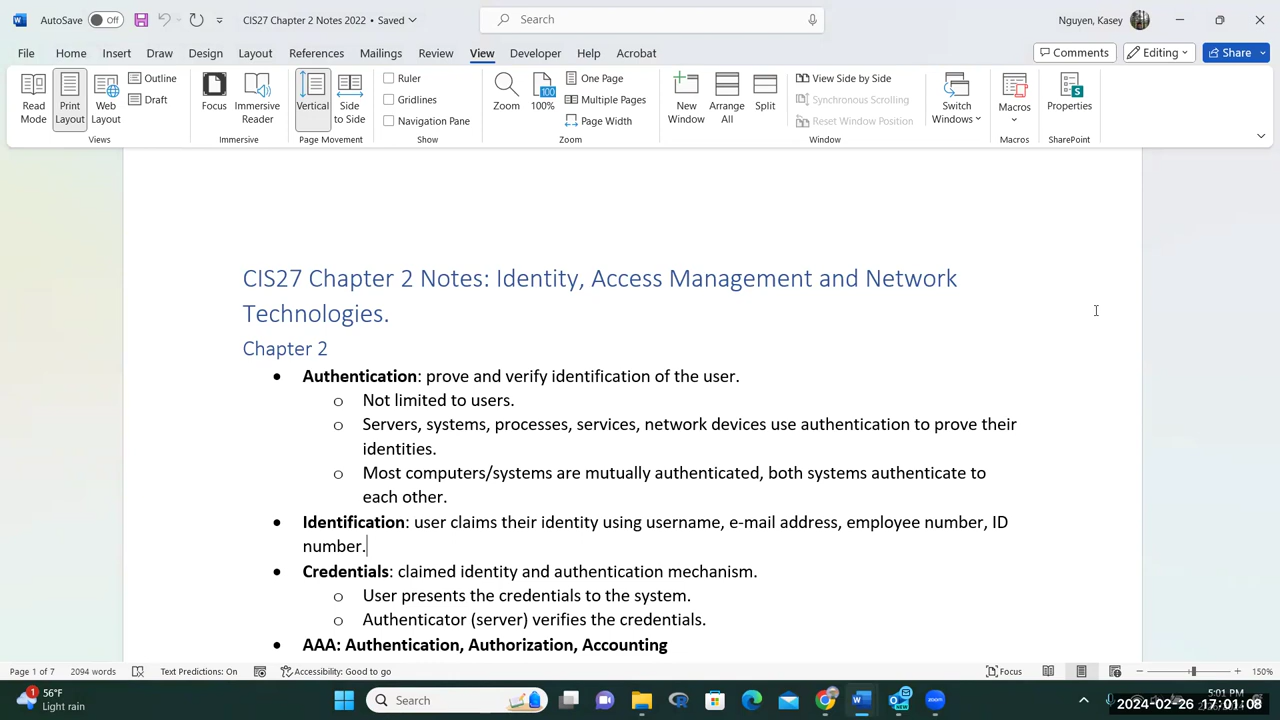 AutoSave Off CIS27 Chapter 2 Notes 2022 • Saved Search Nguyen, Kasey
File Home Insert Draw Design Layout References Mailings Review View Developer Help Acrobat Comments Editing Share
Read Mode
Print Layout
Web Layout
Outline
Draft
Views
Focus
Immersive Reader
Immersive
Vertical
Side to Side
Page Movement
Ruler
Gridlines
Navigation Pane
Show
Zoom
100
100%
One Page
Multiple Pages
Page Width
Zoom
New Window
Arrange All
Split
View Side by Side
Synchronous Scrolling
Reset Window Position
Window
Switch Windows
Macros
Macros
Properties
SharePoint
CIS27 Chapter 2 Notes: Identity, Access Management and Network
Technologies.
Chapter 2
• Authentication: prove and verify identification of the user.
o Not limited to users.
o Servers, systems, processes, services, network devices use authentication to prove their
identities.
o Most computers/systems are mutually authenticated, both systems authenticate to
each other.
• Identification: user claims their identity using username, e-mail address, employee number, ID
number.
• Credentials: claimed identity and authentication mechanism.
o User presents the credentials to the system.
o Authenticator (server) verifies the credentials.
• AAA: Authentication, Authorization, Accounting
Page 1 of 7 2094 words Text Predictions: On Accessibility: Good to go Focus 150%
1 56°F
Light rain
Search
5:01 PM
2024-02-26 17:01:08